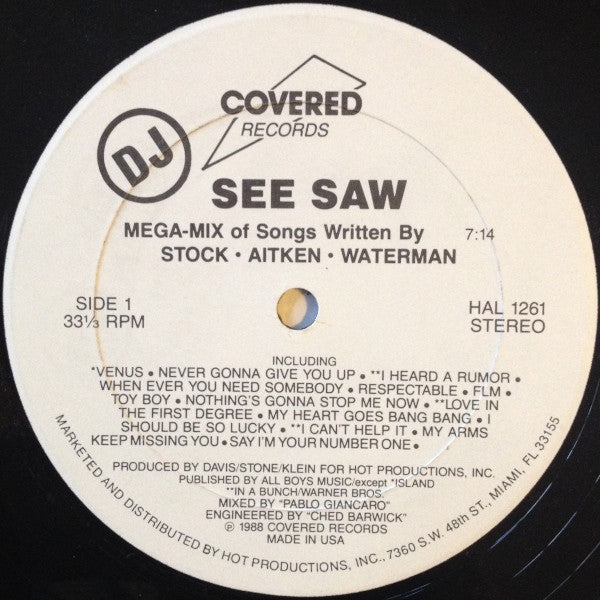 COVERED
RECORDS
DJ
SEE SAW
MEGA-MIX of Songs Written By 7:14
STOCK • AITKEN • WATERMAN
SIDE 1
33⅓ RPM
HAL 1261
STEREO
INCLUDING
*VENUS • NEVER GONNA GIVE YOU UP • **I HEARD A RUMOR •
WHEN EVER YOU NEED SOMEBODY • RESPECTABLE • FLM •
TOY BOY • NOTHING'S GONNA STOP ME NOW • **LOVE IN
THE FIRST DEGREE • MY HEART GOES BANG BANG • I
SHOULD BE SO LUCKY • **I CAN'T HELP IT • MY ARMS
KEEP MISSING YOU • SAY I'M YOUR NUMBER ONE •
PRODUCED BY DAVIS/STONE/KLEIN FOR HOT PRODUCTIONS, INC.
PUBLISHED BY ALL BOYS MUSIC/except *ISLAND
**IN A BUNCH/WARNER BROS.
MIXED BY "PABLO GIANCARO"
ENGINEERED BY "CHED BARWICK"
℗ 1988 COVERED RECORDS
MADE IN USA
MARKETED AND DISTRIBUTED BY HOT PRODUCTIONS, INC., 7360 S.W. 48th ST., MIAMI, FL 33155